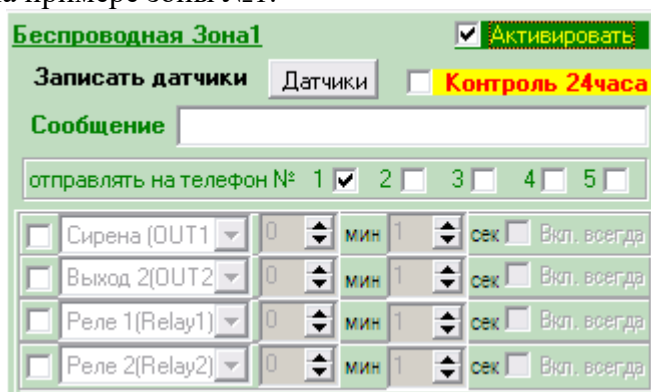 на примере зоны №1.
Беспроводная Зона1 Активировать
Записать датчики Датчики Контроль 24часа
Сообщение
отправлять на телефон № 1 2 3 4 5
Сирена (OUT1 0 мин 1 сек Вкл. всегда
Выход 2(OUT2 0 мин 1 сек Вкл. всегда
Реле 1(Relay1) 0 мин 1 сек Вкл. всегда
Реле 2(Relay2) 0 мин 1 сек Вкл. всегда